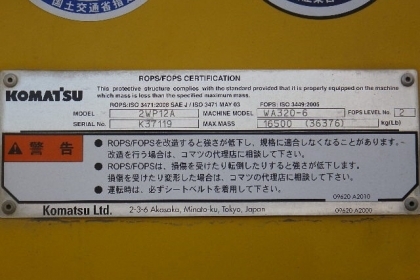 国土交通省指定
ROPS/FOPS CERTIFICATION
This protective structure complies with the standard provided that it is properly equipped on the machine
which mass is less than the specified maximum mass.
KOMATSU
ROPS: ISO 3471:2008 SAE J / ISO 3471 MAY 03 FOPS: ISO 3449:2005
MODEL 2WP12A MACHINE MODEL WA320-6 FOPS LEVEL No. 2
SERIAL No. K37119 MAX.MASS 16500 (36376) kg(Lb)
警告
● ROPS/FOPSを改造すると強さが低下し、規格に適合しなくなることがあります。
改造を行う場合は、コマツの代理店に相談して下さい。
● ROPS/FOPSは、損傷を受けたり転倒したりすると強さが低下します。
損傷を受けたり変形した場合は、コマツの代理店に相談して下さい。
● 運転時は、必ずシートベルトを着用して下さい。
09620 A2010
Komatsu Ltd. 2-3-6 Akasaka, Minato-ku, Tokyo, Japan 09620 A2000